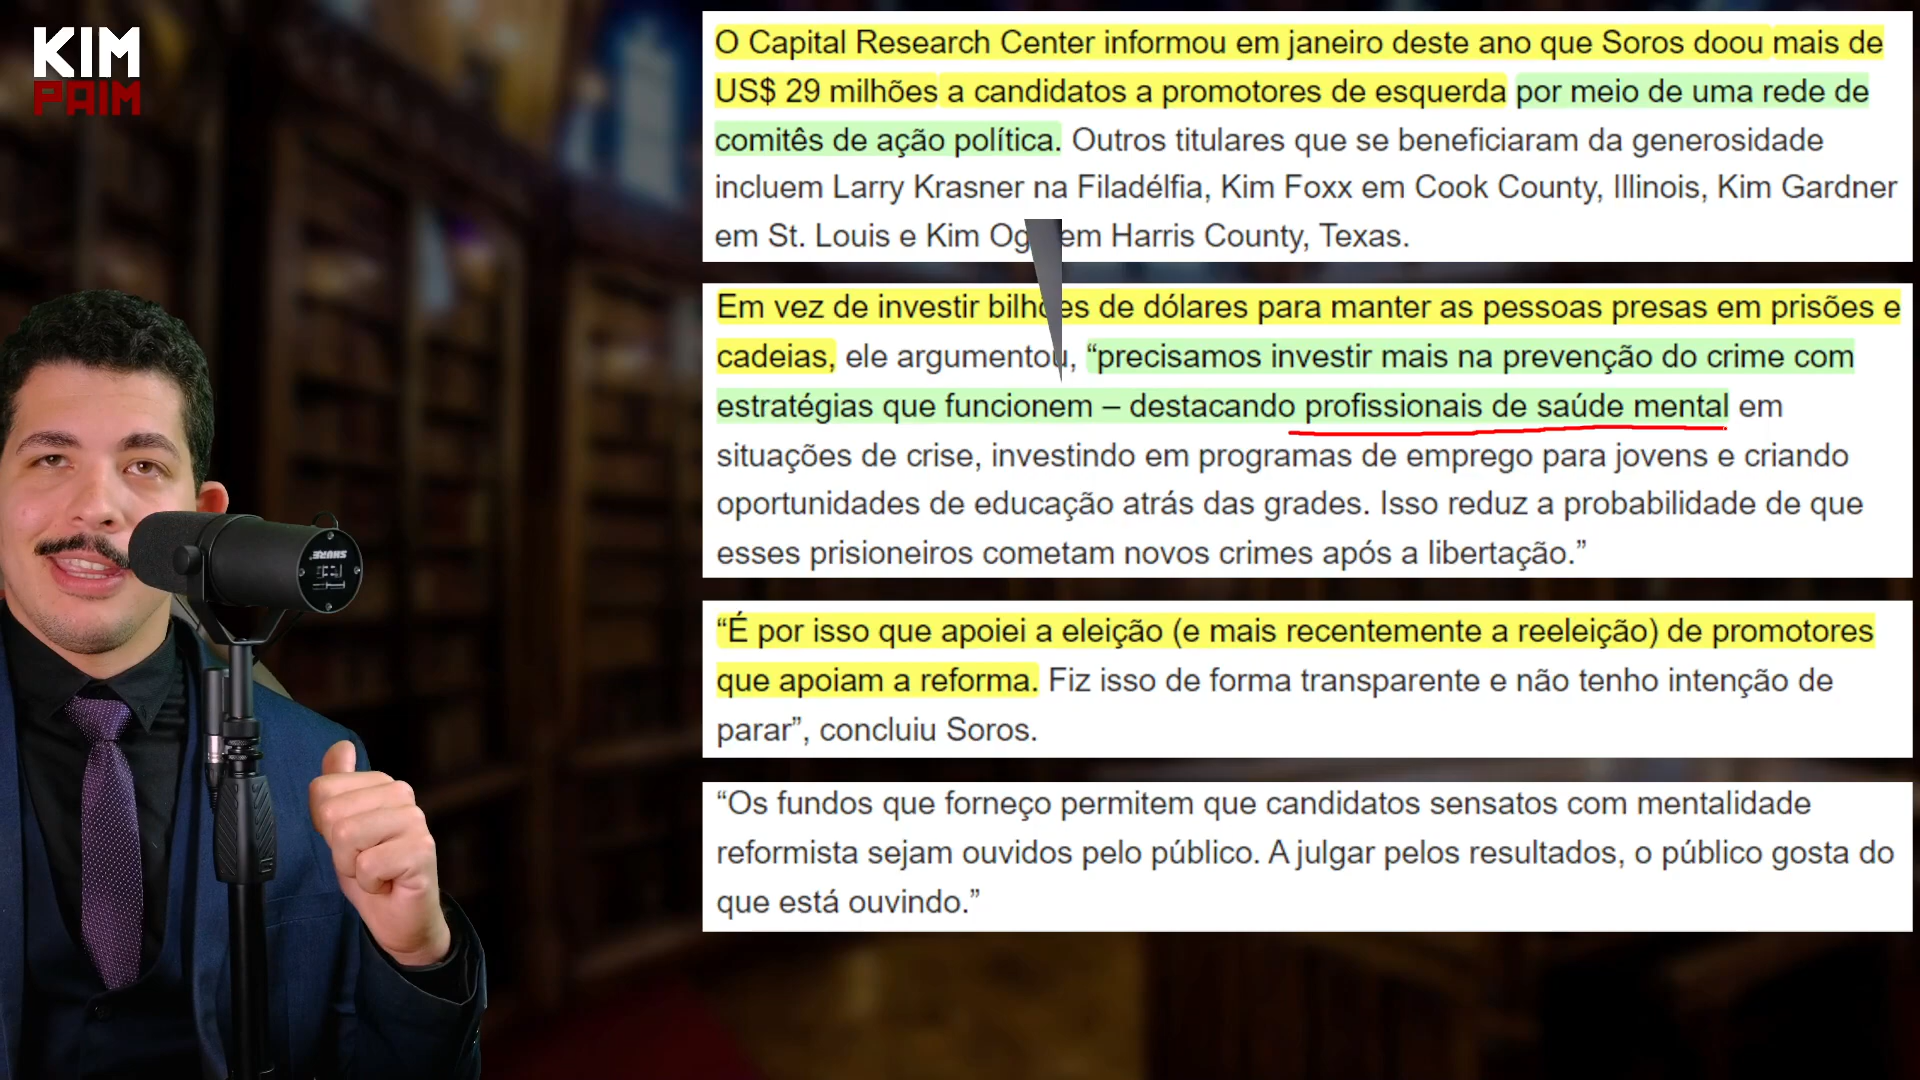 KIM
PAIM
O Capital Research Center informou em janeiro deste ano que Soros doou mais de
US$ 29 milhões a candidatos a promotores de esquerda por meio de uma rede de
comitês de ação política. Outros titulares que se beneficiaram da generosidade
incluem Larry Krasner na Filadélfia, Kim Foxx em Cook County, Illinois, Kim Gardner
em St. Louis e Kim em Harris County, Texas.
Em vez de investir bilhões de dólares para manter as pessoas presas em prisões e
cadeias, ele argumentou, “precisamos investir mais na prevenção do crime com
estratégias que funcionem – destacando profissionais de saúde mental em
situações de crise, investindo em programas de emprego para jovens e criando
oportunidades de educação atrás das grades. Isso reduz a probabilidade de que
esses prisioneiros cometam novos crimes após a libertação.”
“É por isso que apoiei a eleição (e mais recentemente a reeleição) de promotores
que apoiam a reforma. Fiz isso de forma transparente e não tenho intenção de
parar”, concluiu Soros.
“Os fundos que forneço permitem que candidatos sensatos com mentalidade
reformista sejam ouvidos pelo público. A julgar pelos resultados, o público gosta do
que está ouvindo.”
SHURE